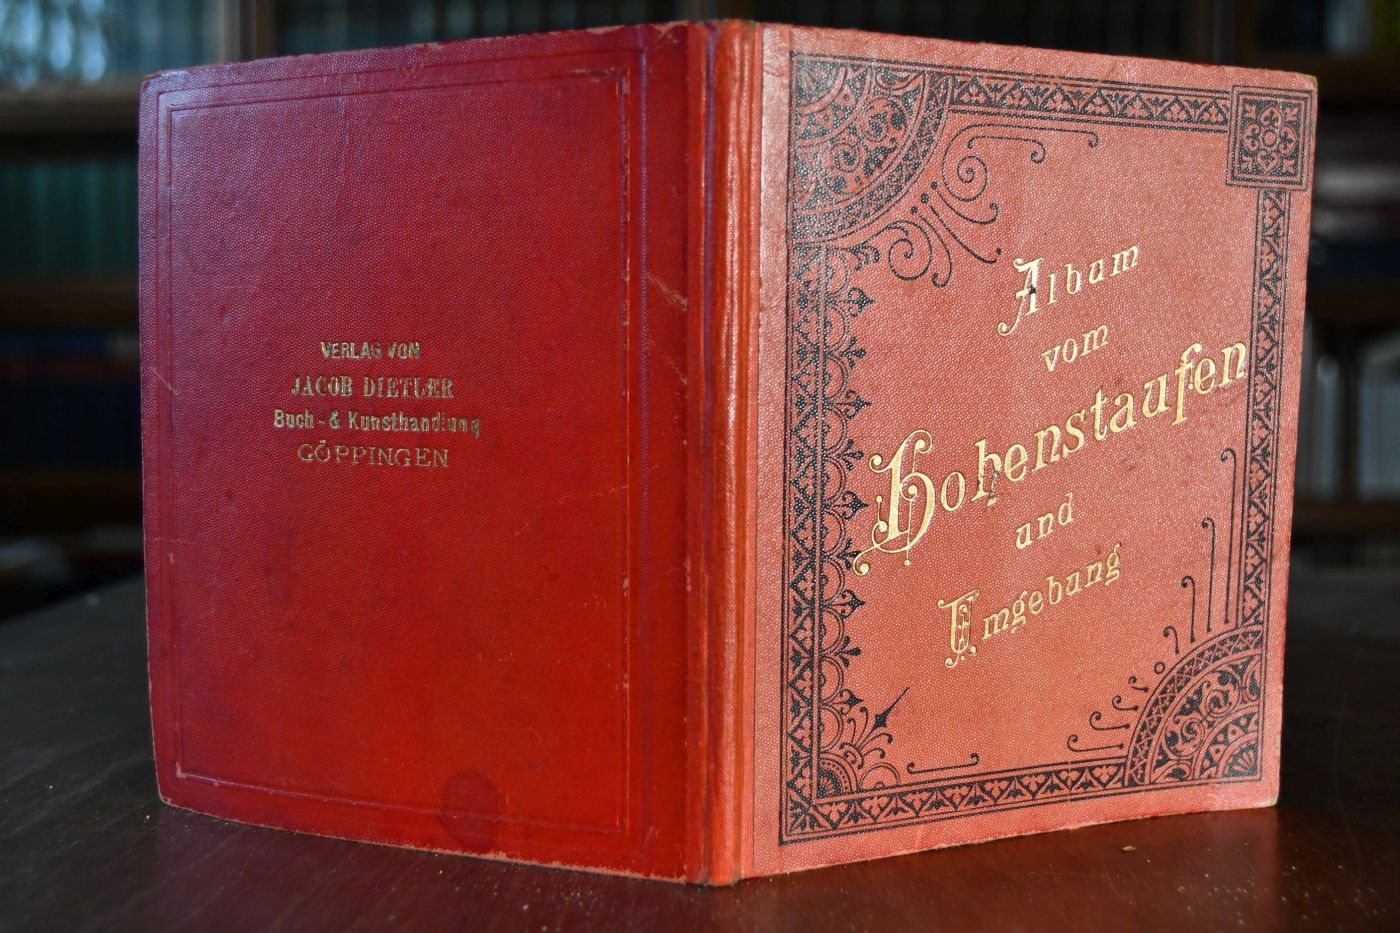 VERLAG VON
JACOB DIETLER
Buch- & Kunsthandlung
GÖPPINGEN
Album
vom
Hohenstaufen
und
Umgebung